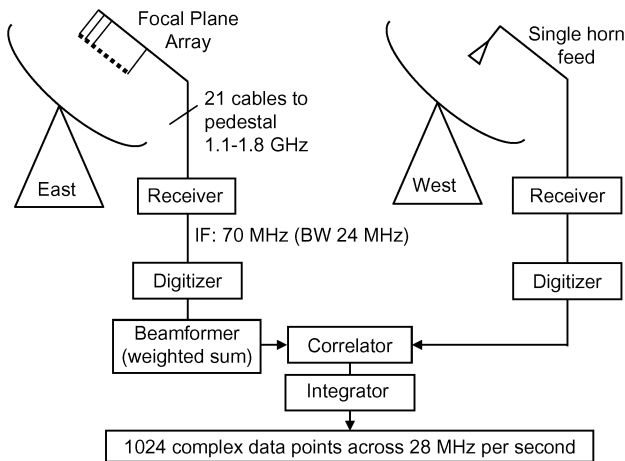 Focal Plane
Array
Single horn
feed
21 cables to
pedestal
1.1-1.8 GHz
East
West
Receiver
Receiver
IF: 70 MHz (BW 24 MHz)
Digitizer
Digitizer
Beamformer
(weighted sum)
Correlator
Integrator
1024 complex data points across 28 MHz per second